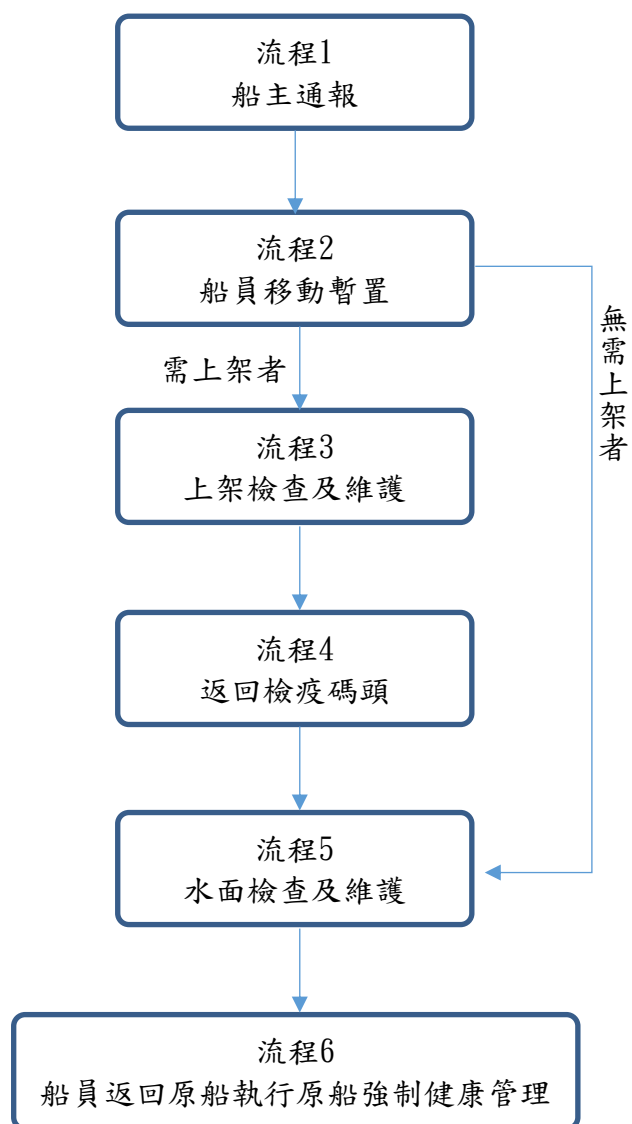 流程1
船主通報
流程2
船員移動暫置
需上架者
無需上架者
流程3
上架檢查及維護
流程4
返回檢疫碼頭
流程5
水面檢查及維護
流程6
船員返回原船執行原船強制健康管理